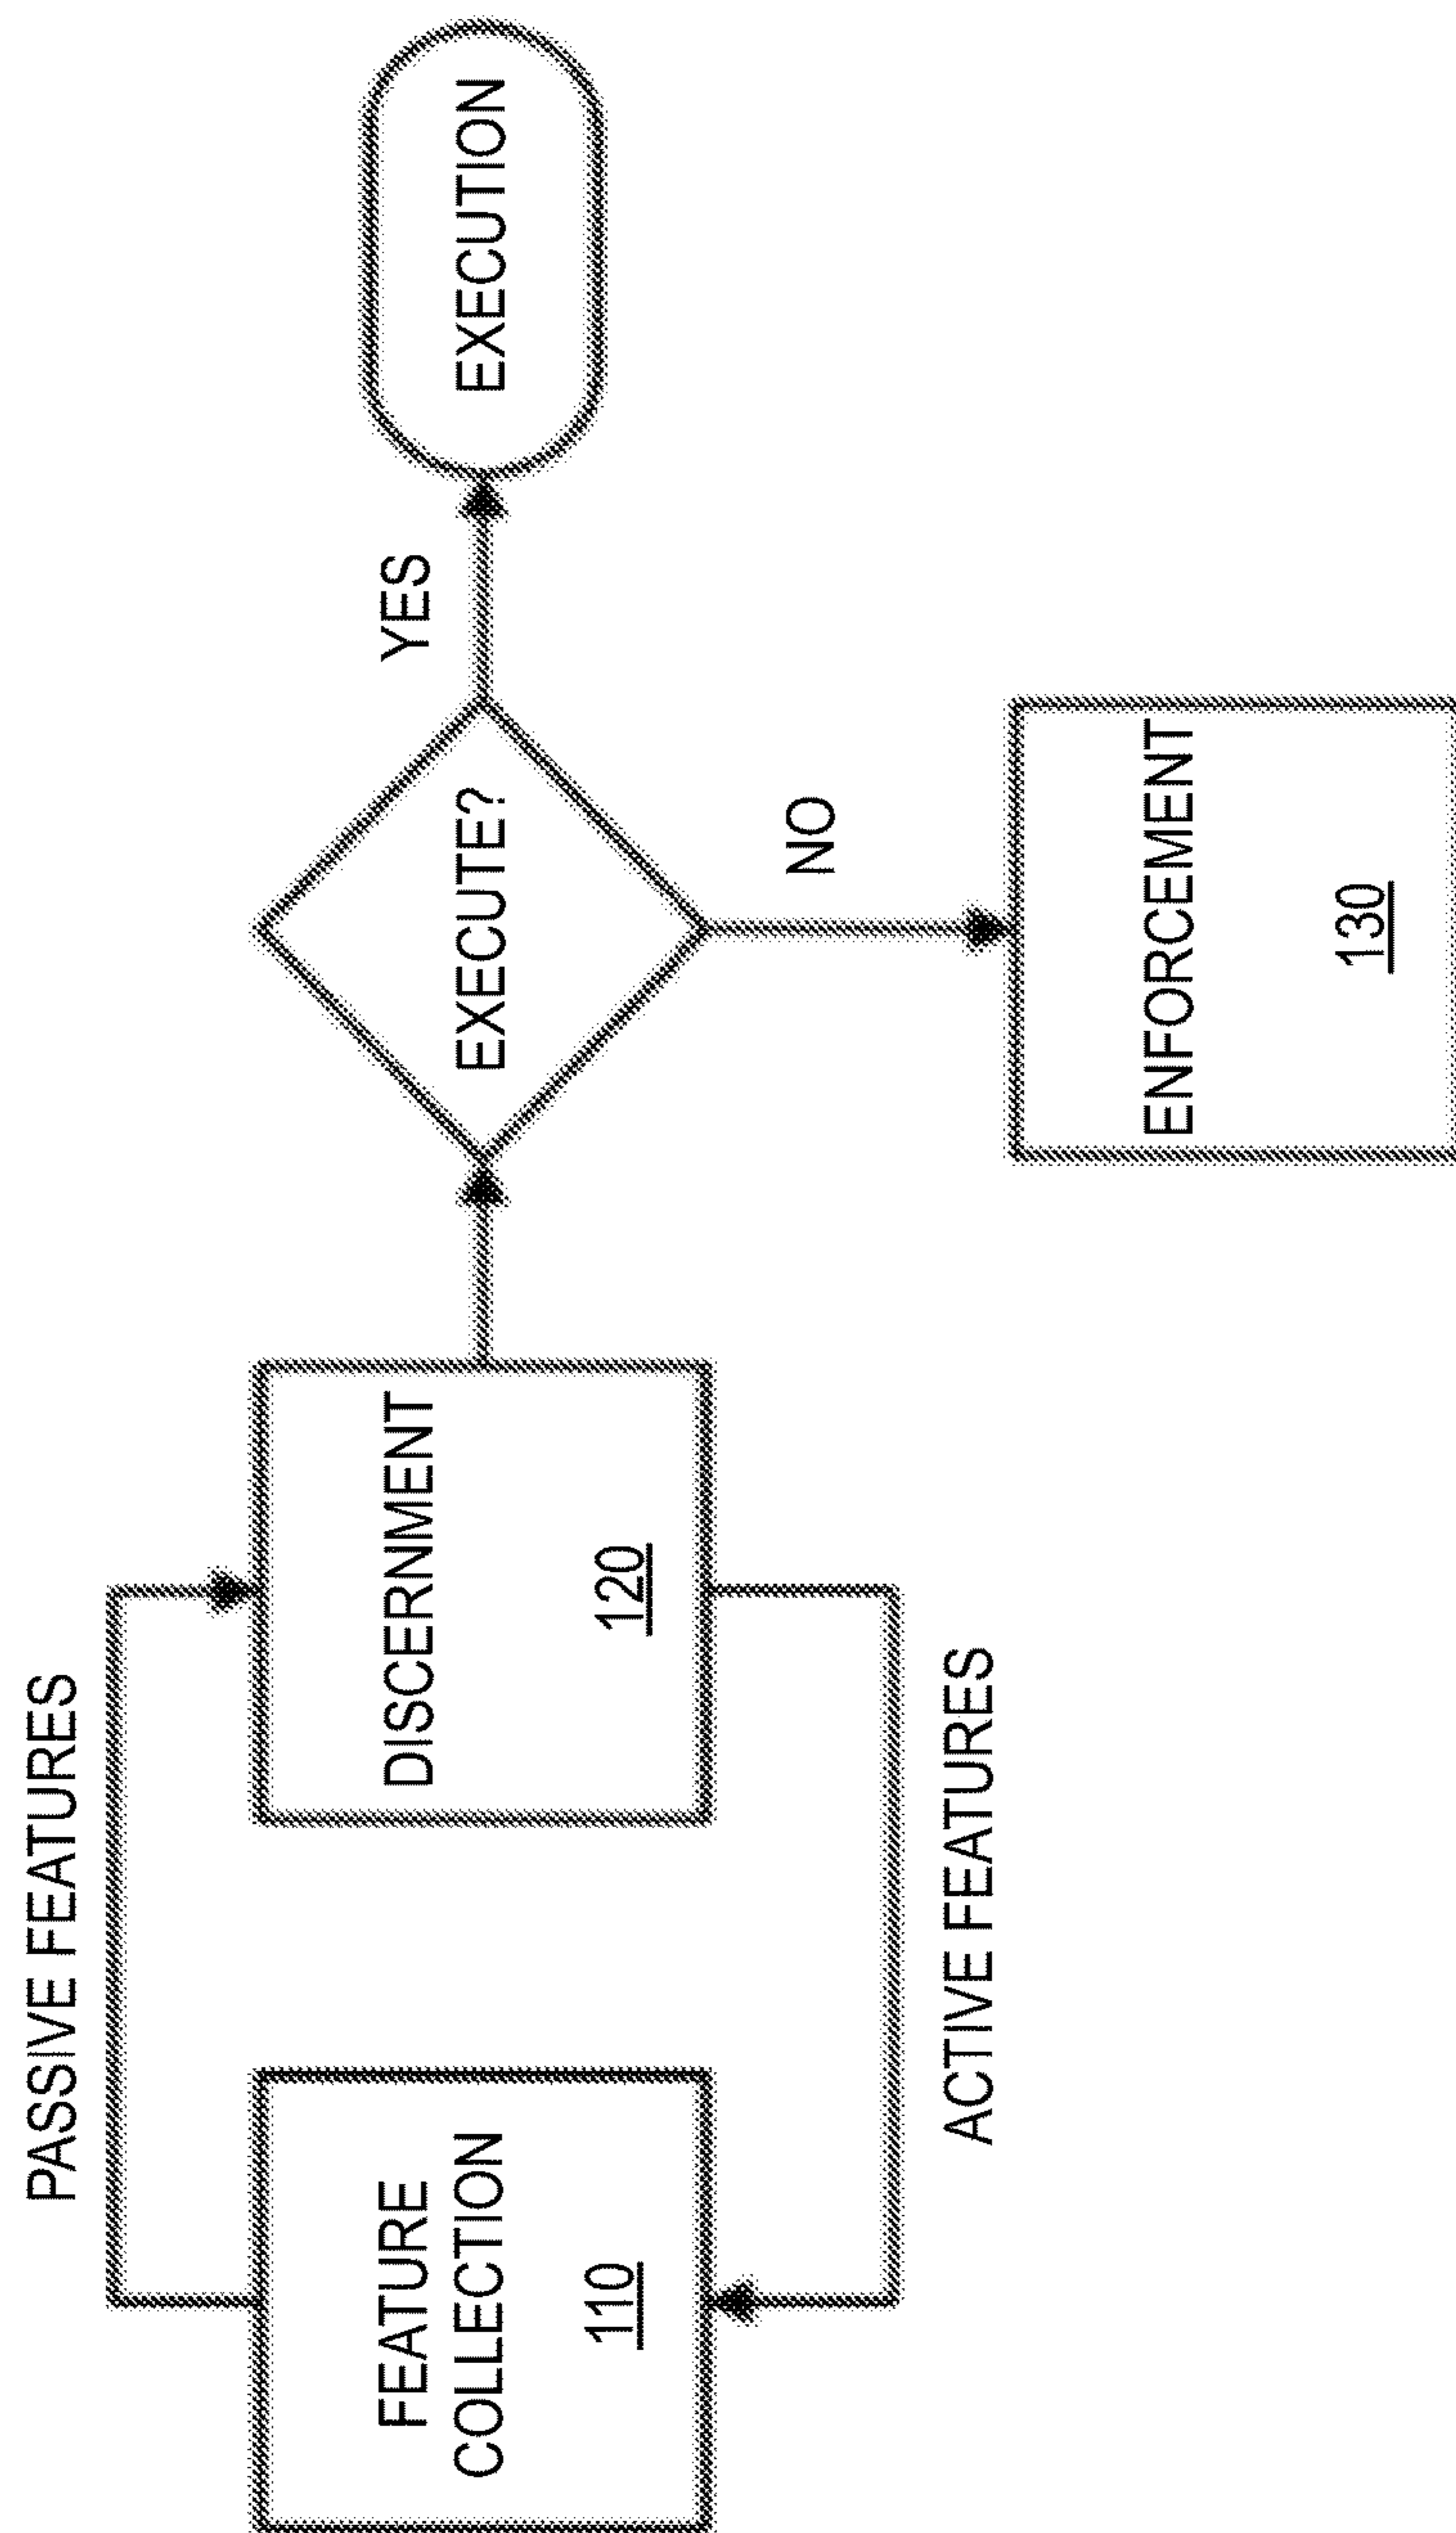 PASSIVE FEATURES
FEATURE
COLLECTION
110
DISCERNMENT
120
ACTIVE FEATURES
EXECUTE?
YES
EXECUTION
NO
ENFORCEMENT
130